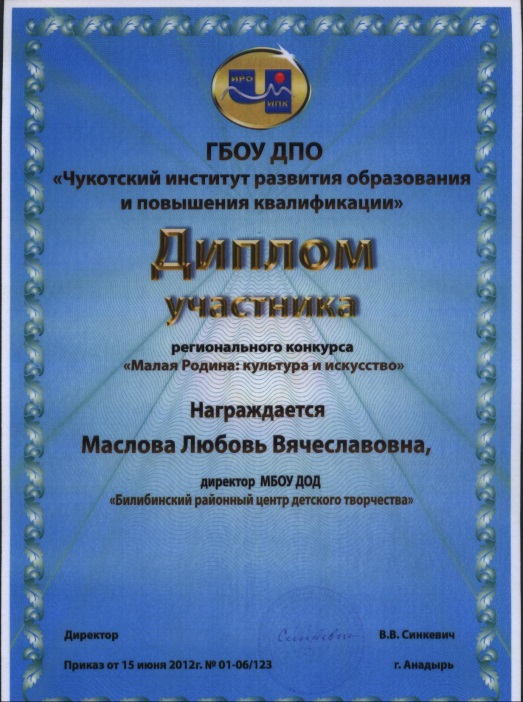 ИРО
ИПК
ГБОУ ДПО
«Чукотский институт развития образования
и повышения квалификации»
Диплом
участника
регионального конкурса
«Малая Родина: культура и искусство»
Награждается
Маслова Любовь Вячеславовна,
директор МБОУ ДОД
«Билибинский районный центр детского творчества»
Директор
В.В. Синкевич
Приказ от 15 июня 2012г. № 01-06/123
г. Анадырь